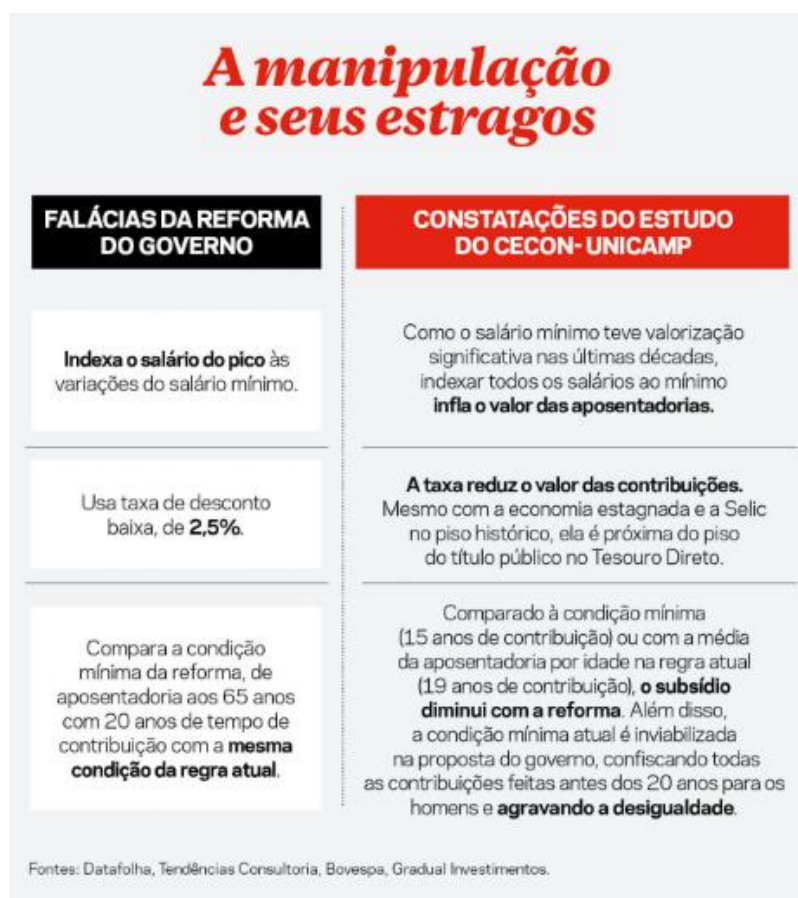 A manipulação
e seus estragos
FALÁCIAS DA REFORMA
DO GOVERNO
CONSTATAÇÕES DO ESTUDO
DO CECON- UNICAMP
Indexa o salário do pico às
variações do salário mínimo.
Como o salário mínimo teve valorização
significativa nas últimas décadas,
indexar todos os salários ao mínimo
infla o valor das aposentadorias.
Usa taxa de desconto
baixa, de 2,5%.
A taxa reduz o valor das contribuições.
Mesmo com a economia estagnada e a Selic
no piso histórico, ela é próxima do piso
do título público no Tesouro Direto.
Compara a condição
mínima da reforma, de
aposentadoria aos 65 anos
com 20 anos de tempo de
contribuição com a mesma
condição da regra atual.
Comparado à condição mínima
(15 anos de contribuição) ou com a média
da aposentadoria por idade na regra atual
(19 anos de contribuição), o subsídio
diminui com a reforma. Além disso,
a condição mínima atual é inviabilizada
na proposta do governo, confiscando todas
as contribuições feitas antes dos 20 anos para os
homens e agravando a desigualdade.
Fontes: Datafolha, Tendências Consultoria, Bovespa, Gradual Investimentos.